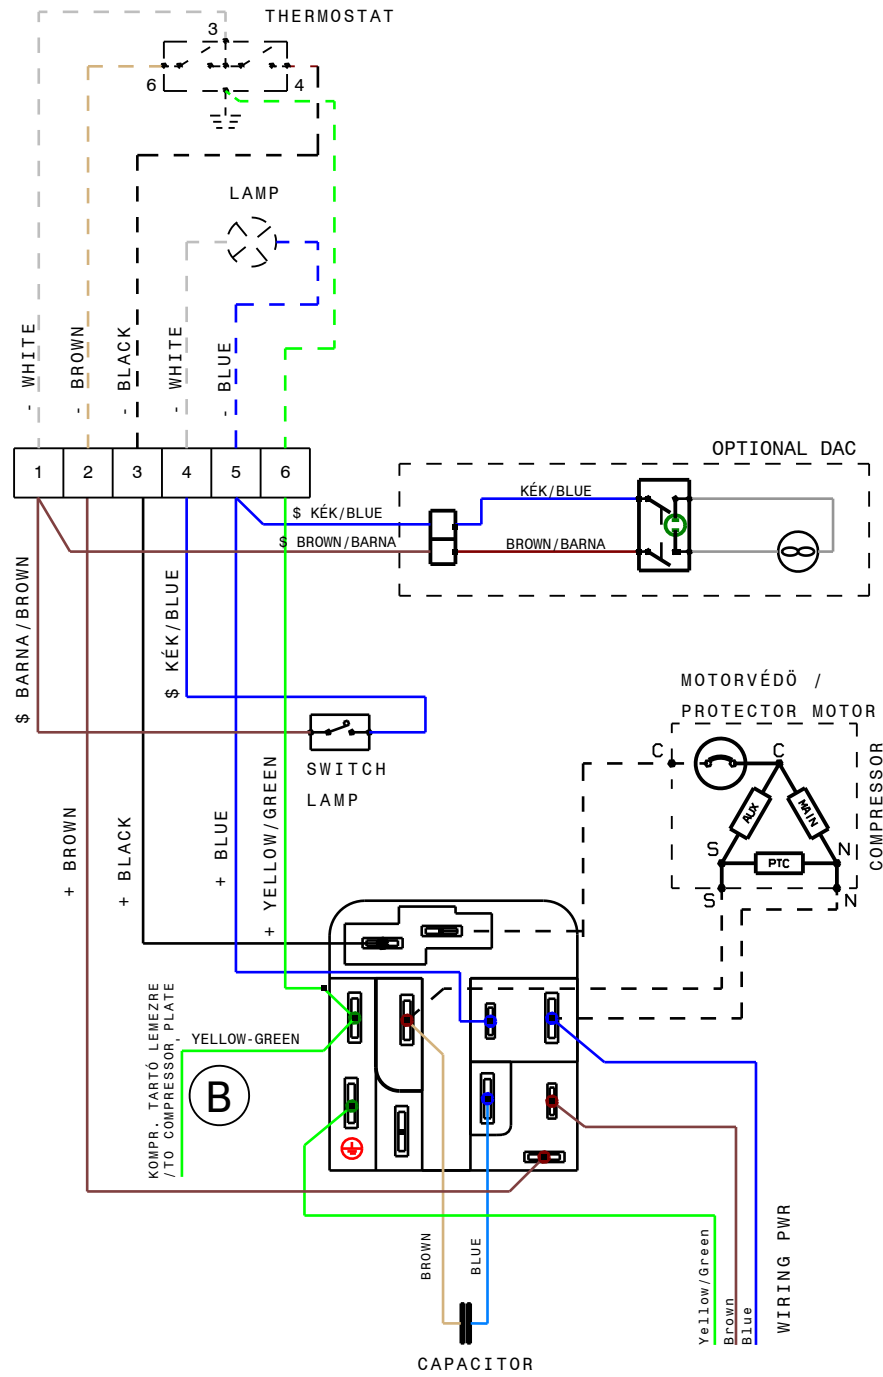 THERMOSTAT
3
6
4
LAMP
- WHITE
- BROWN
- BLACK
- WHITE
- BLUE
1
2
3
4
5
6
OPTIONAL DAC
KÉK/BLUE
BROWN/BARNA
$ KÉK/BLUE
$ BROWN/BARNA
$ BARNA/BROWN
$ KÉK/BLUE
SWITCH
LAMP
MOTORVÉDÖ /
PROTECTOR MOTOR
C
C
AUX
MAIN
PTC
S
N
S
N
COMPRESSOR
+ BROWN
+ BLACK
+ BLUE
+ YELLOW/GREEN
YELLOW-GREEN
KOMPR. TARTÓ LEMEZRE
/TO COMPRESSOR, PLATE
B
BROWN
BLUE
CAPACITOR
Yellow/Green
Brown
Blue
WIRING PWR